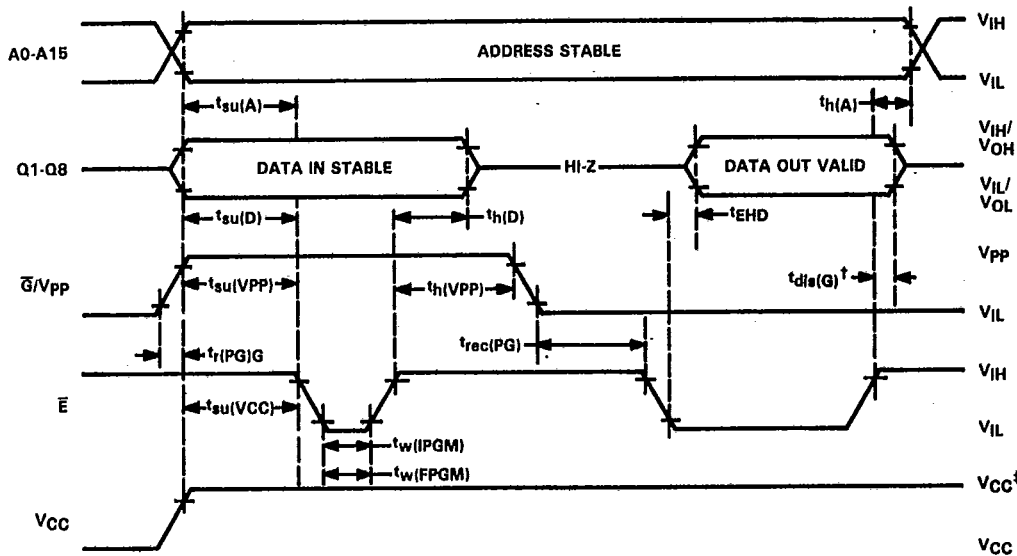 A0-A15
ADDRESS STABLE
VIH
VIL
tsu(A)
th(A)
Q1-Q8
DATA IN STABLE
HI-Z
DATA OUT VALID
VIH/
VOH
VIL/
VOL
tsu(D)
th(D)
tEHD
G̅/VPP
tsu(VPP)
th(VPP)
tdis(G)†
VPP
VIL
tr(PG)G
trec(PG)
E̅
tsu(VCC)
VIH
VIL
tw(IPGM)
tw(FPGM)
VCC
VCC‡
VCC